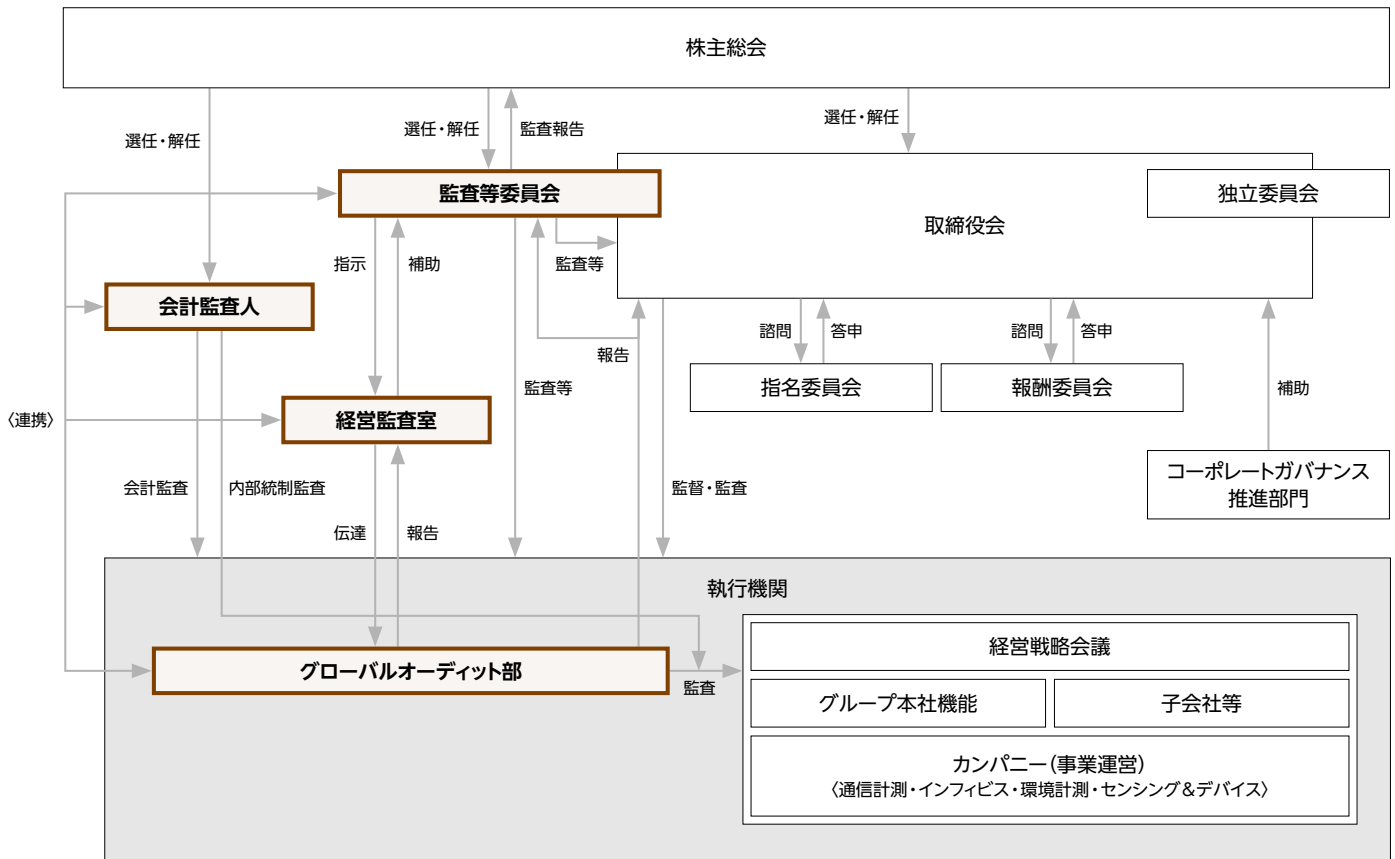 株主総会
選任・解任
選任・解任
監査報告
選任・解任
監査等委員会
独立委員会
取締役会
指示
補助
監査等
会計監査人
諮問
答申
諮問
答申
報告
監査等
指名委員会
報酬委員会
補助
〈連携〉
経営監査室
コーポレートガバナンス
推進部門
会計監査
内部統制監査
監督・監査
伝達
報告
執行機関
経営戦略会議
グローバルオーディット部
監査
グループ本社機能
子会社等
カンパニー(事業運営)
〈通信計測・インフィビス・環境計測・センシング&デバイス〉